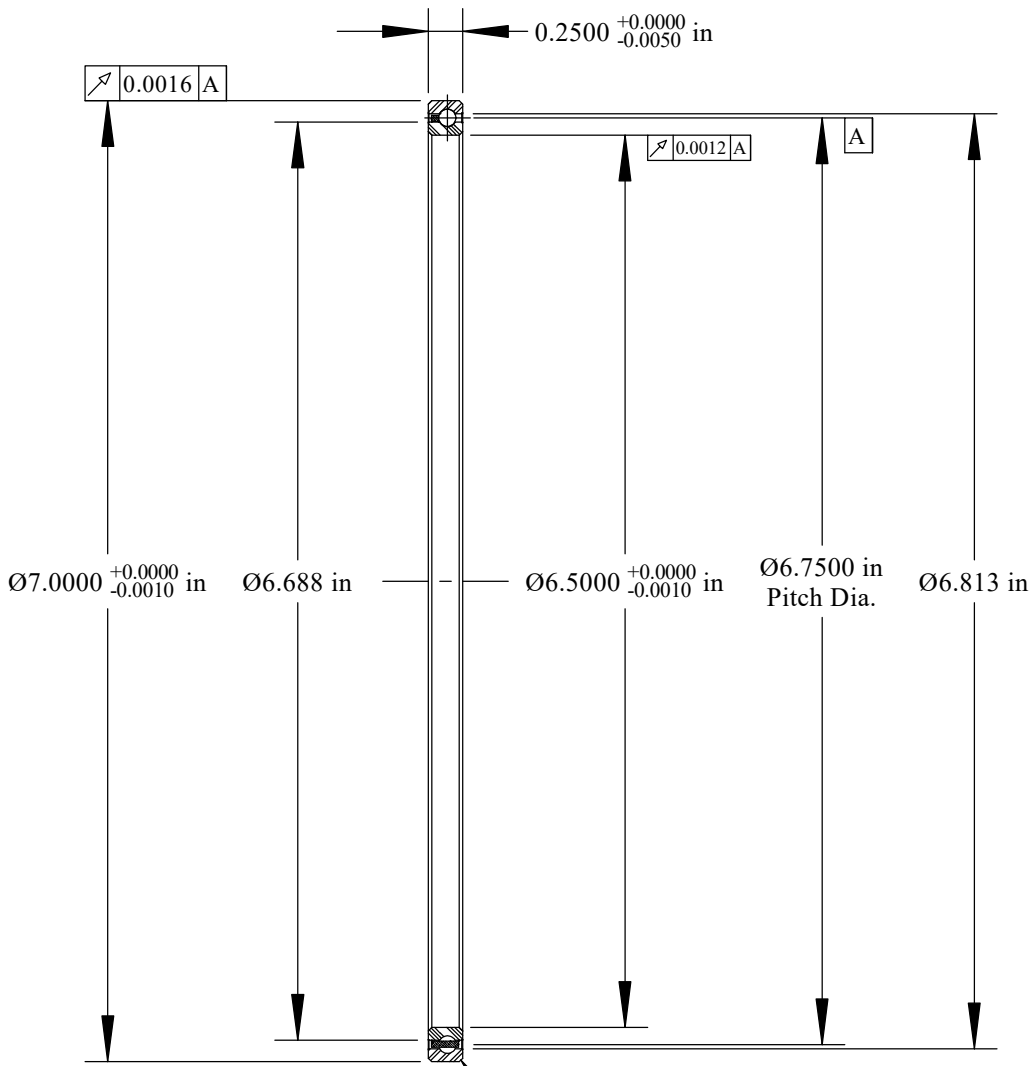 0.2500 +0.0000 -0.0050 in
↗ 0.0016 A
A
↗ 0.0012 A
Ø7.0000 +0.0000 -0.0010 in
Ø6.688 in
Ø6.5000 +0.0000 -0.0010 in
Ø6.7500 in
Pitch Dia.
Ø6.813 in